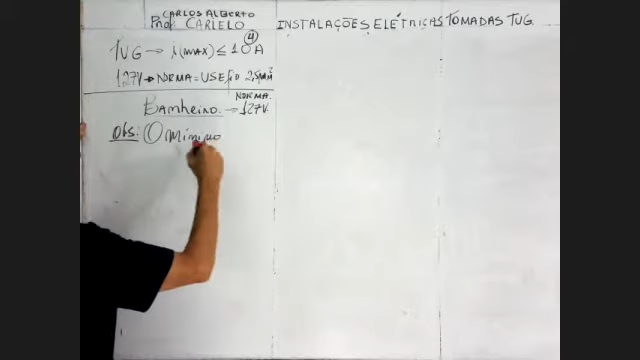 CARLOS ALBERTO
Prof. CARLELO
INSTALAÇÕES ELÉTRICAS TOMADAS TUG
4
TUG → i(MAX) ≤ 10 A
127V → NORMA = USE fio 2,5mm²
Banheiro → NORMA 127V.
Obs: O mínimo